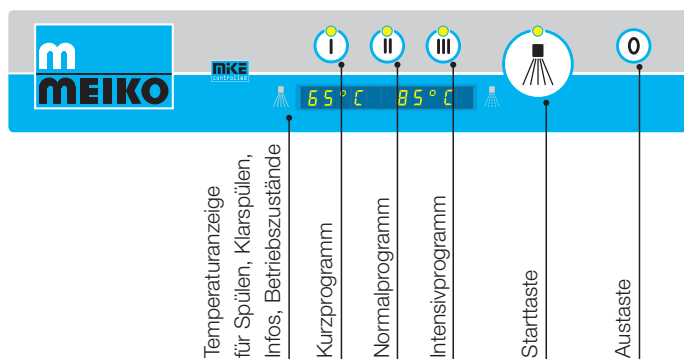 m
MEIKO
MIKE
controlled
I
II
III
0
65°C 85°C
Temperaturanzeige
für Spülen, Klarspülen,
Infos, Betriebszustände
Kurzprogramm
Normalprogramm
Intensivprogramm
Starttaste
Austaste